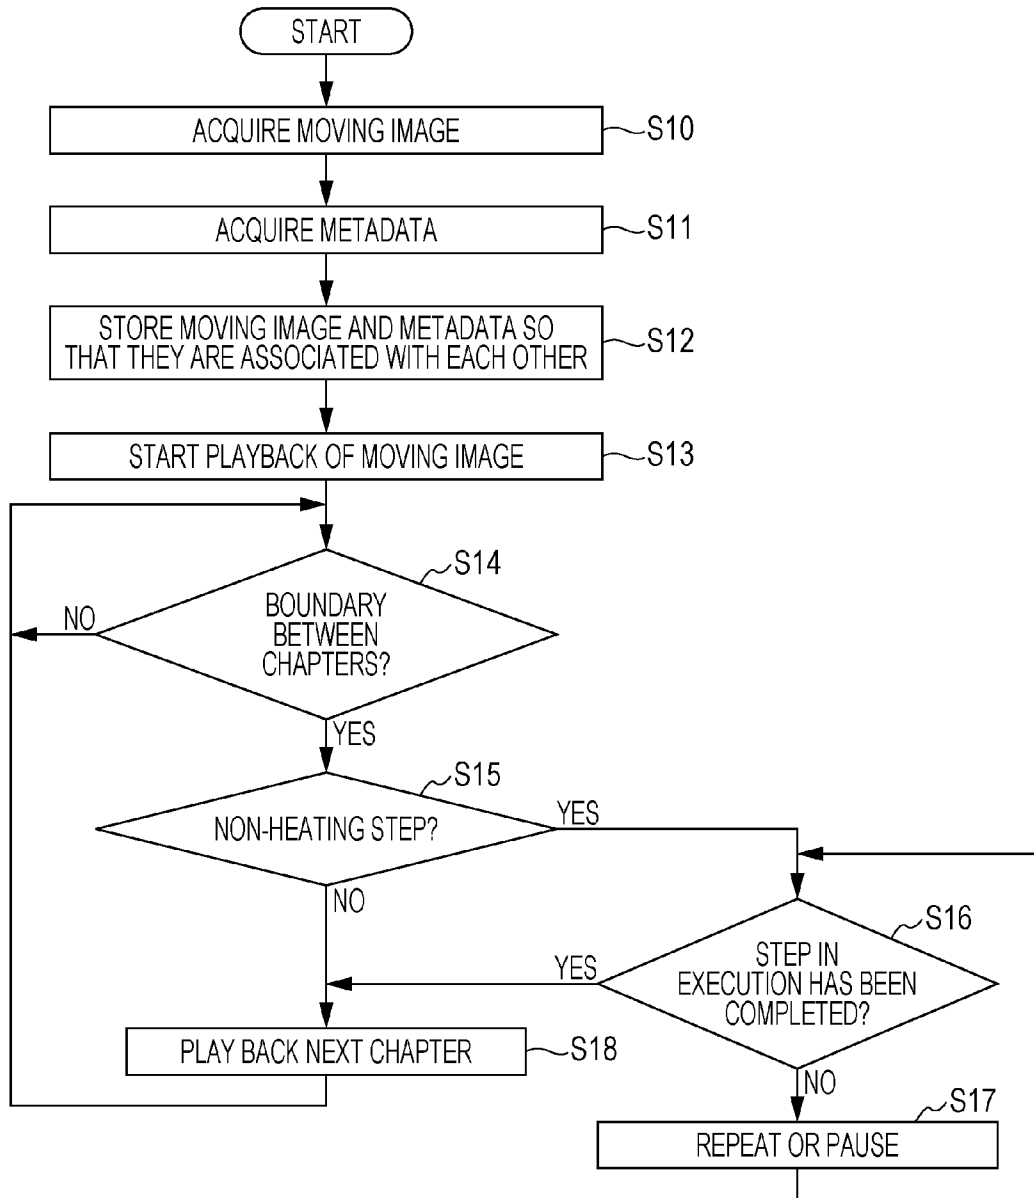 START
ACQUIRE MOVING IMAGE
S10
ACQUIRE METADATA
S11
STORE MOVING IMAGE AND METADATA SO
THAT THEY ARE ASSOCIATED WITH EACH OTHER
S12
START PLAYBACK OF MOVING IMAGE
S13
S14
NO
BOUNDARY
BETWEEN
CHAPTERS?
YES
S15
NON-HEATING STEP?
YES
NO
S16
STEP IN
EXECUTION HAS BEEN
COMPLETED?
YES
NO
PLAY BACK NEXT CHAPTER
S18
S17
REPEAT OR PAUSE